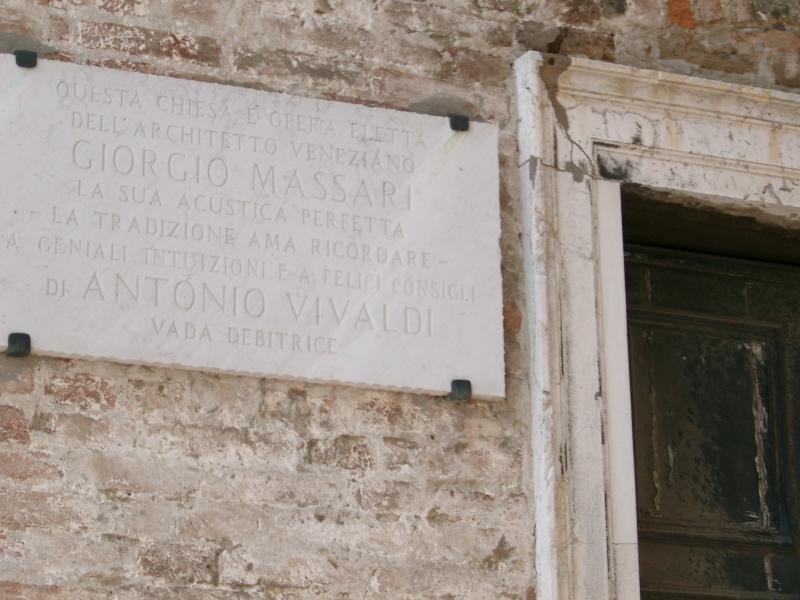 QUESTA CHIESA D'OPERA ELETTA
DELL'ARCHITETTO VENEZIANO
GIORGIO MASSARI
LA SUA ACUSTICA PERFETTA
- LA TRADIZIONE AMA RICORDARE -
A GENIALI INTUIZIONI E A FELICI CONSIGLI
DI ANTONIO VIVALDI
VADA DEBITRICE